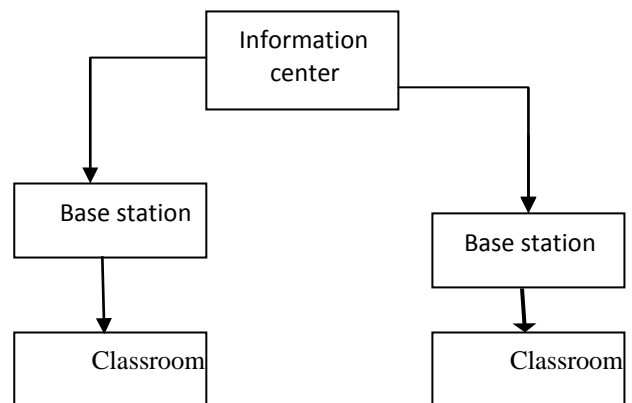 Information
center
Base station
Base station
Classroom
Classroom